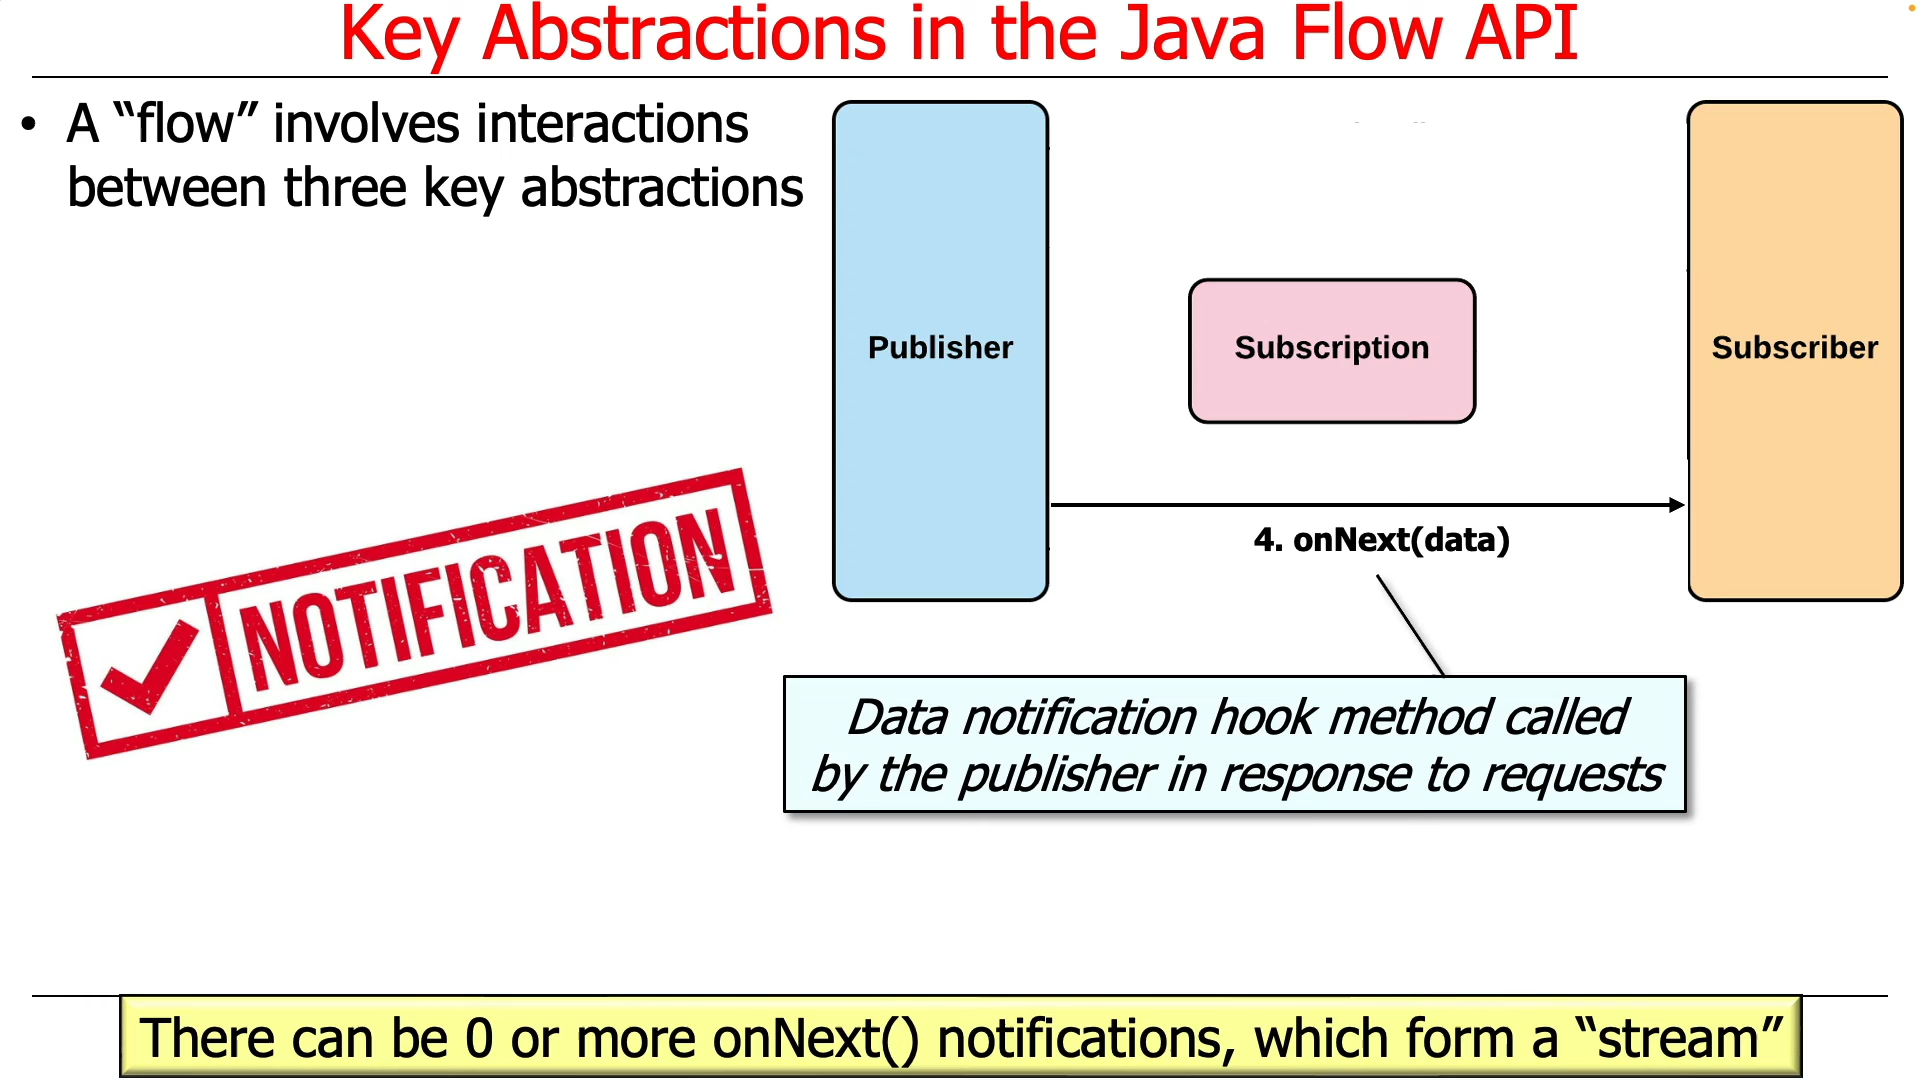 Key Abstractions in the Java Flow API
• A “flow” involves interactions
between three key abstractions
Publisher
Subscription
Subscriber
4. onNext(data)
NOTIFICATION
Data notification hook method called
by the publisher in response to requests
There can be 0 or more onNext() notifications, which form a “stream”